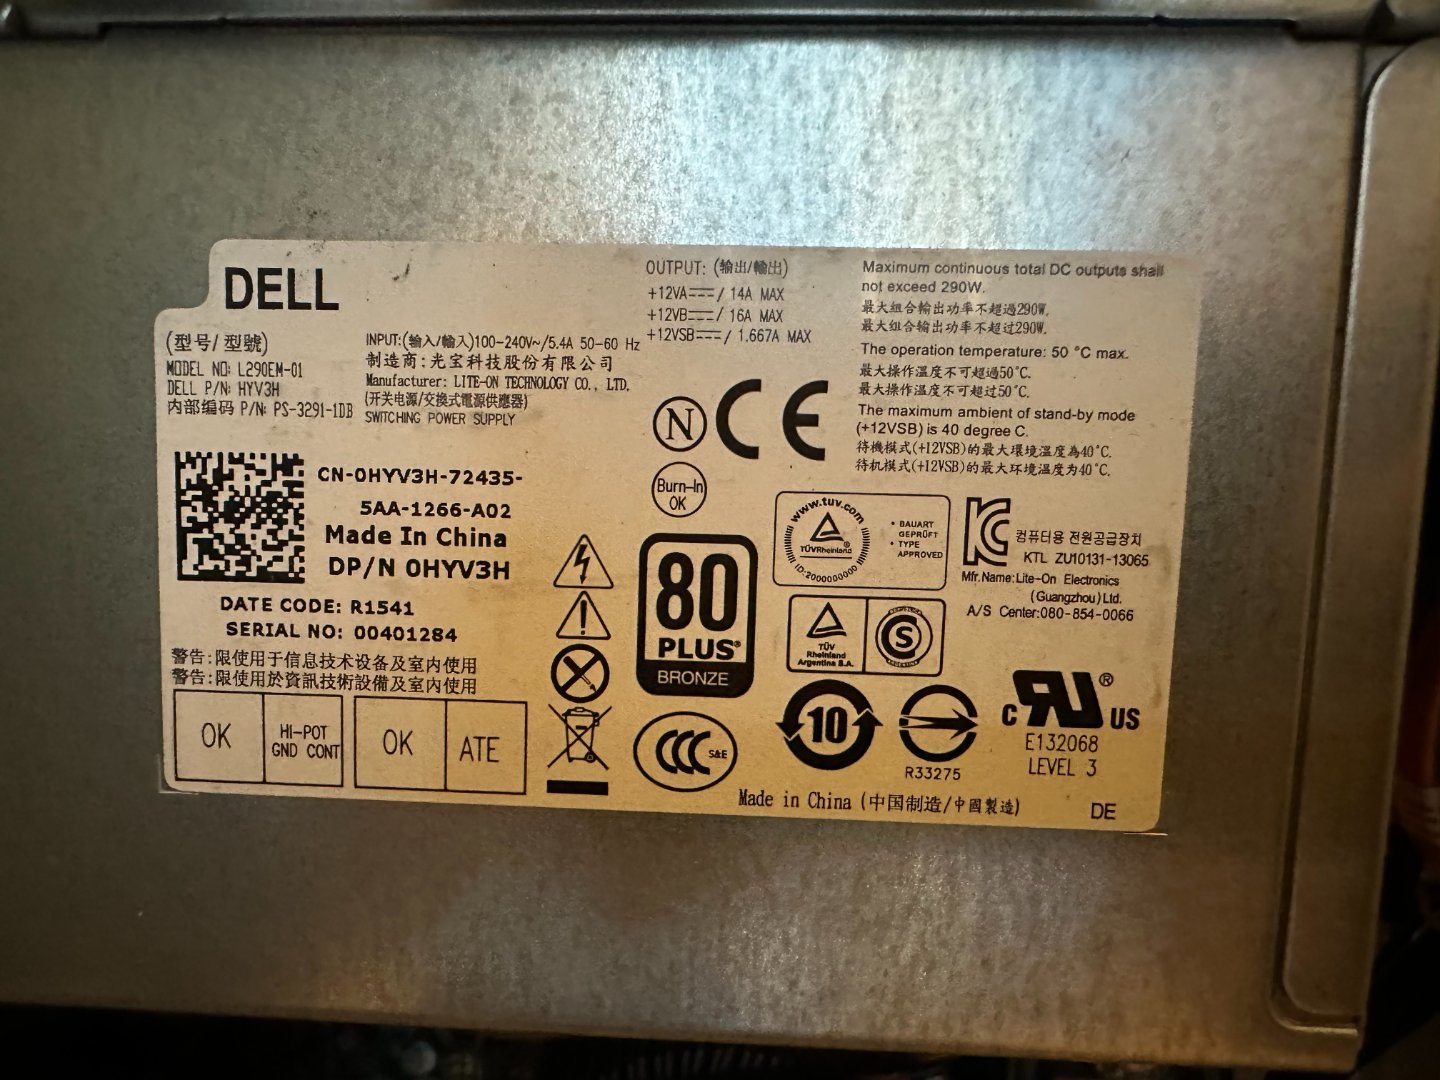 DELL
(型号/ 型號)
MODEL NO: L290EM-01
DELL P/N: HYV3H
内部编码 P/N: PS-3291-1DB
INPUT:(输入/輸入)100-240V~/5.4A 50-60 Hz
制造商:光宝科技股份有限公司
Manufacturer: LITE-ON TECHNOLOGY CO., LTD.
(开关电源/交換式電源供應器)
SWITCHING POWER SUPPLY
OUTPUT: (输出/輸出)
+12VA⎓/ 14A MAX
+12VB⎓/ 16A MAX
+12VSB⎓/ 1.667A MAX
Maximum continuous total DC outputs shall
not exceed 290W.
最大組合輸出功率不超過290W.
最大组合输出功率不超过290W.
The operation temperature: 50 °C max.
最大操作溫度不可超過50°C.
最大操作温度不可超过50°C.
The maximum ambient of stand-by mode
(+12VSB) is 40 degree C.
待機模式(+12VSB)的最大環境溫度為40°C.
待机模式(+12VSB)的最大环境温度为40°C.
CN-0HYV3H-72435-
5AA-1266-A02
Made In China
DP/N 0HYV3H
DATE CODE: R1541
SERIAL NO: 00401284
警告:限使用于信息技术设备及室内使用
警告:限使用於資訊技術設備及室内使用
OK
HI-POT
GND CONT
OK
ATE
N
CE
Burn-In
OK
80
PLUS®
BRONZE
www.tuv.com
TÜVRheinland
ID:2000000000
• BAUART
GEPRÜFT
• TYPE
APPROVED
TÜV
Rheinland
Argentina S.A.
S
컴퓨터용 전원공급장치
KTL ZU10131-13065
Mfr.Name:Lite-On Electronics
(Guangzhou) Ltd.
A/S Center:080-854-0066
CCC S&E
10
R33275
c RU® US
E132068
LEVEL 3
Made in China (中国制造/中國製造)
DE